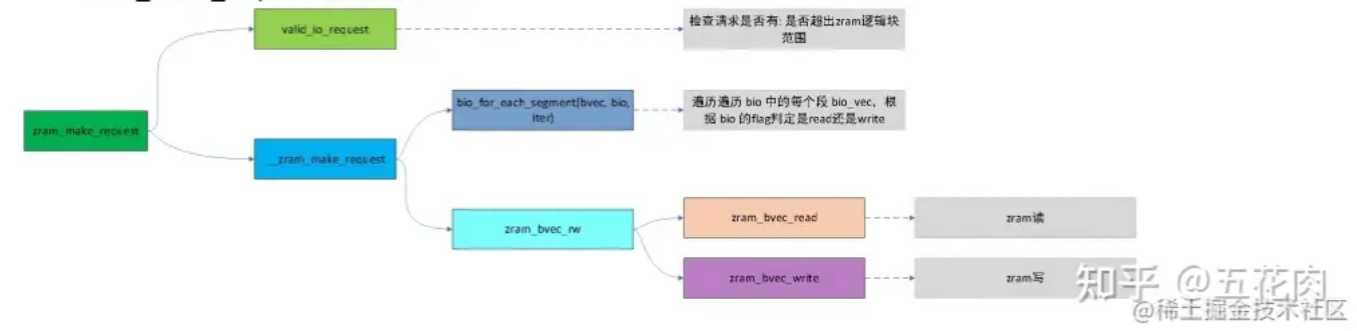 valid_io_request
检查请求是否有: 是否超出zram逻辑块
范围
zram_make_request
bio_for_each_segment(bvec, bio,
iter)
遍历遍历 bio 中的每个段 bio_vec，根
据 bio 的flag判定是read还是write
__zram_make_request
zram_bvec_rw
zram_bvec_read
zram读
zram_bvec_write
zram写
知乎 @五花肉
@稀土掘金技术社区